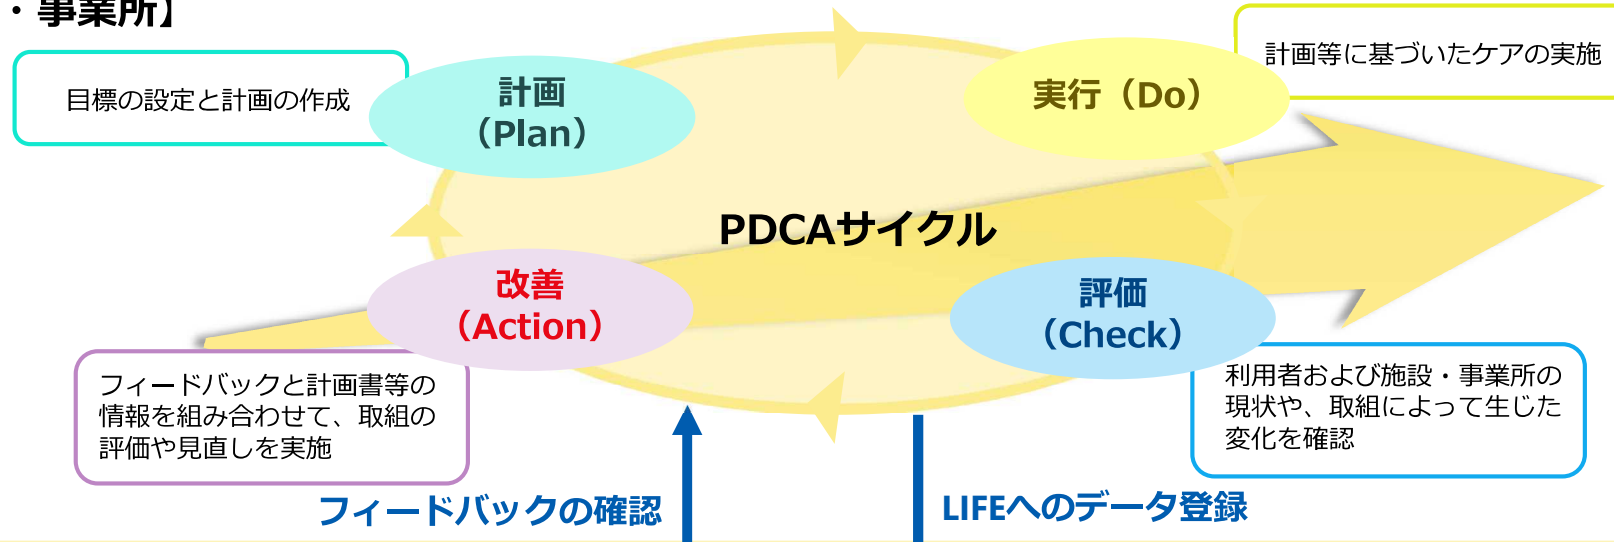 ・事業所】
目標の設定と計画の作成
計画
（Plan）
実行（Do）
計画等に基づいたケアの実施
PDCAサイクル
改善
（Action）
評価
（Check）
フィードバックと計画書等の
情報を組み合わせて、取組の
評価や見直しを実施
利用者および施設・事業所の
現状や、取組によって生じた
変化を確認
フィードバックの確認
LIFEへのデータ登録